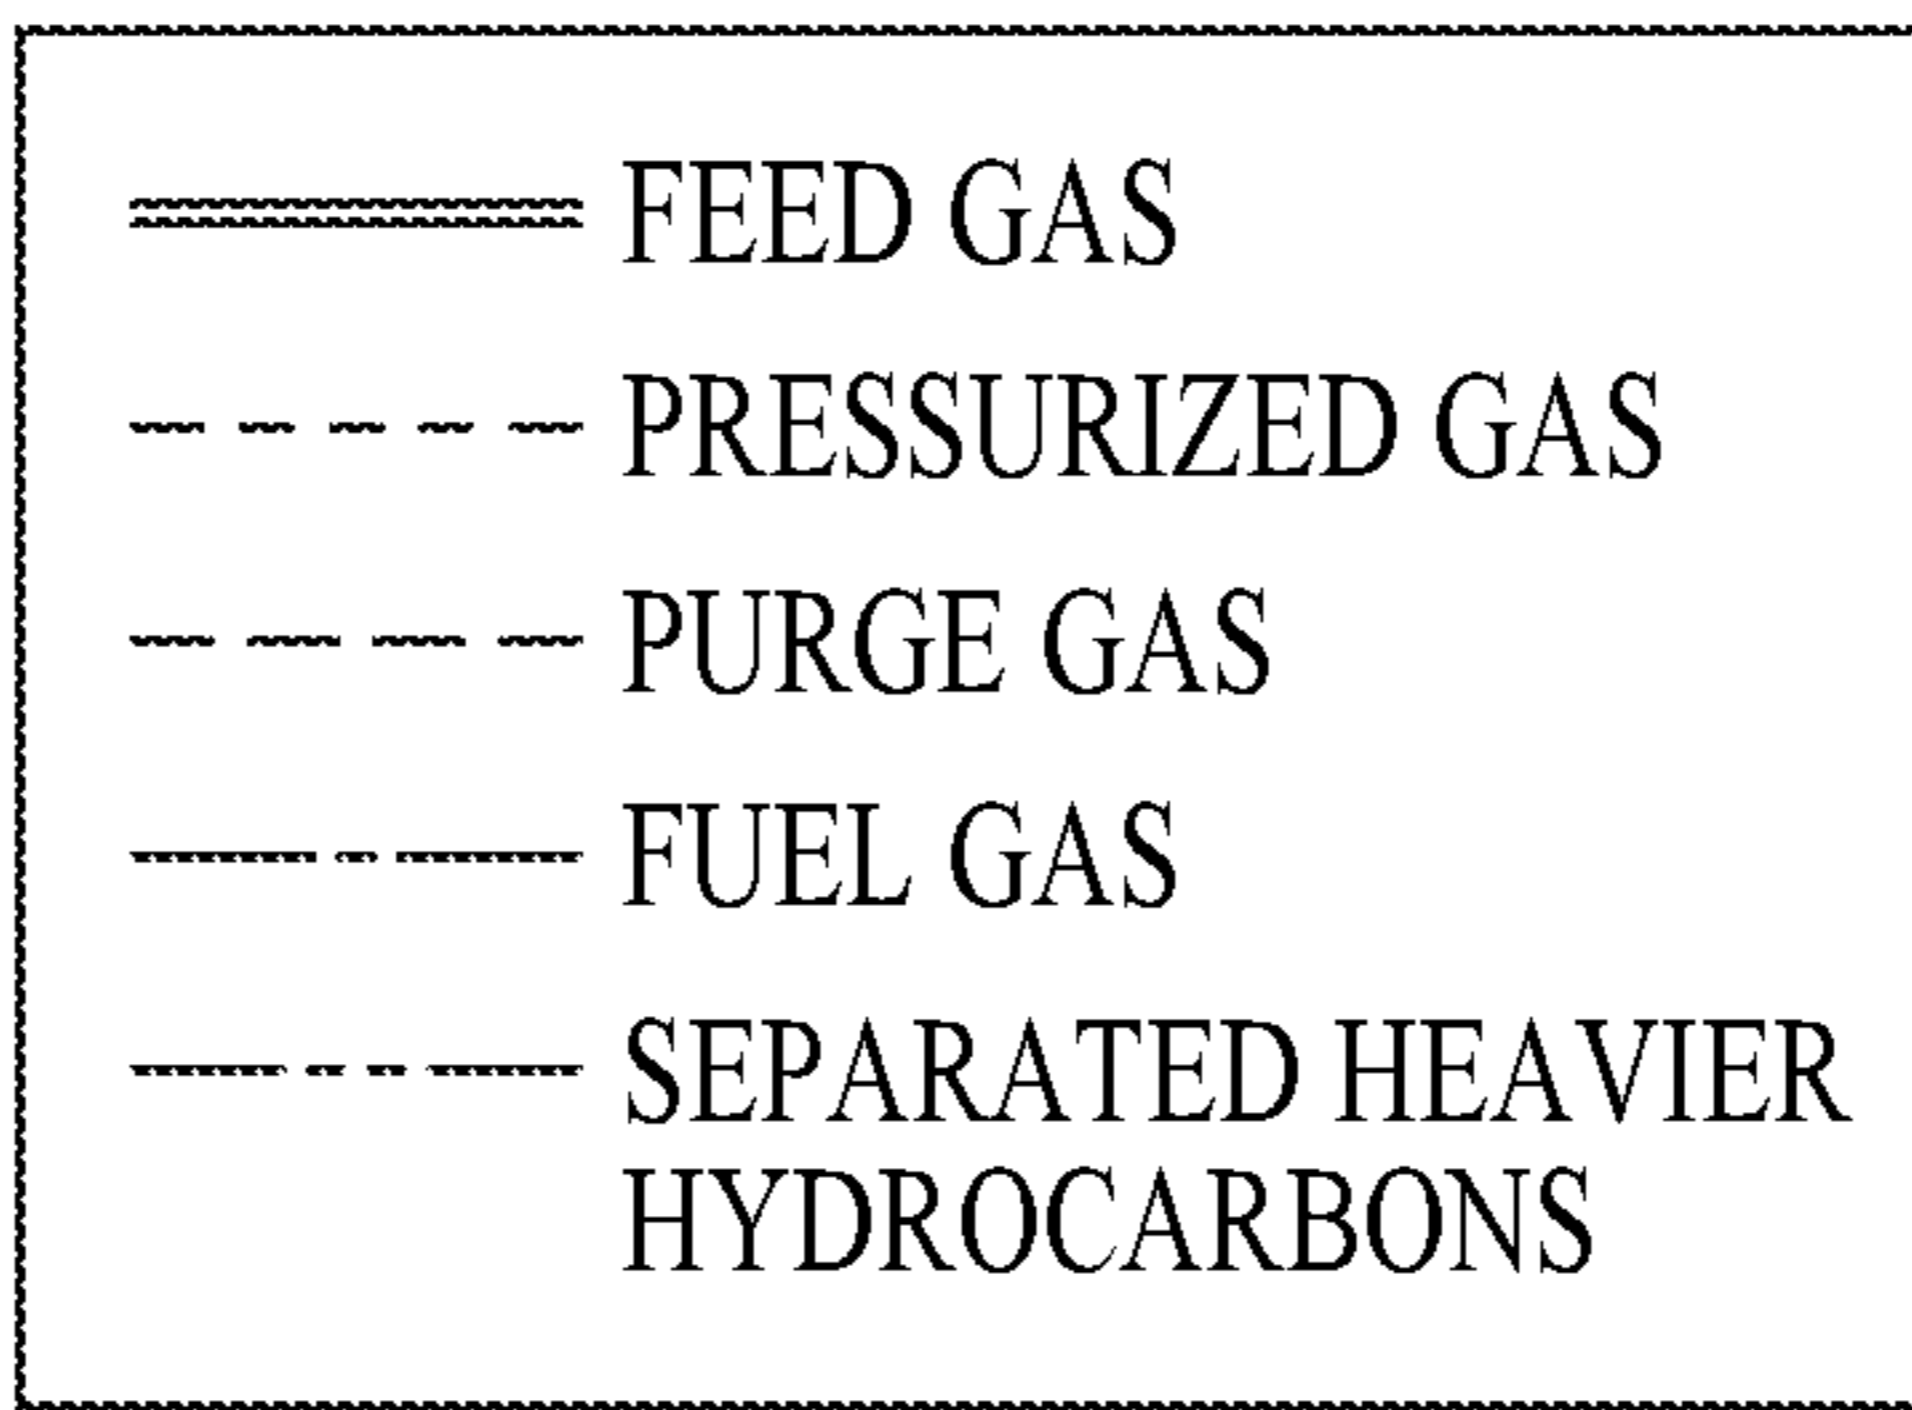 FEED GAS
PRESSURIZED GAS
PURGE GAS
FUEL GAS
SEPARATED HEAVIER
HYDROCARBONS